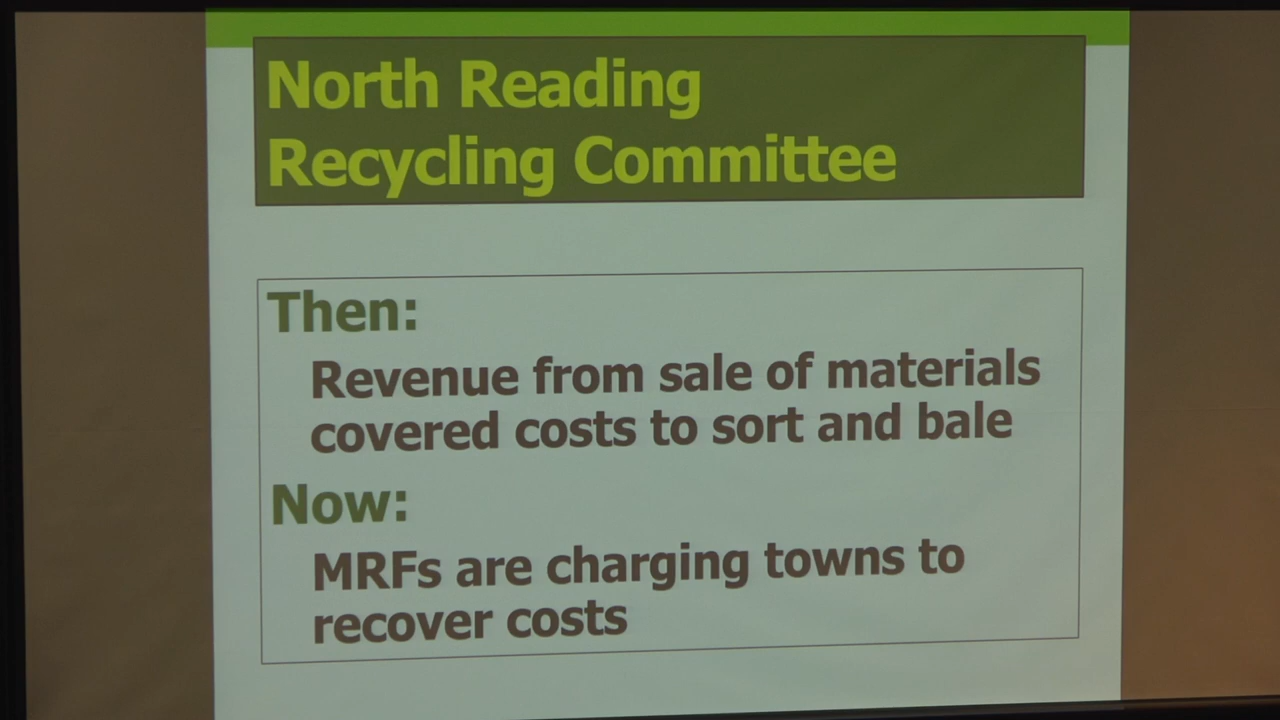 North Reading
Recycling Committee
Then:
Revenue from sale of materials
covered costs to sort and bale
Now:
MRFs are charging towns to
recover costs